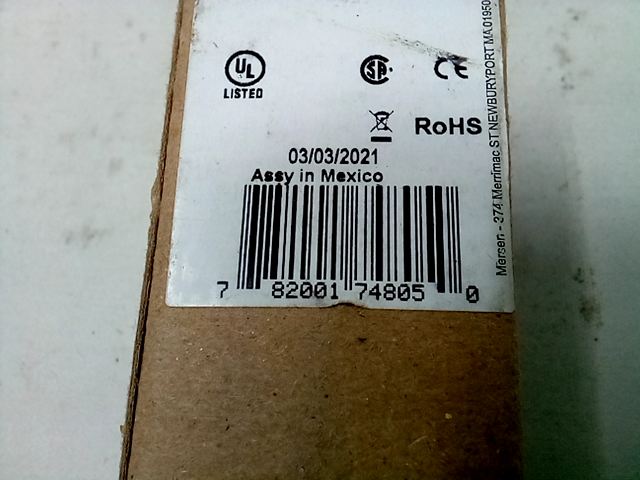 UL
LISTED
SA
CE
RoHS
03/03/2021
Assy in Mexico
7 82001 74805 0
Mersen - 374 Merrimac ST NEWBURYPORT MA 01950